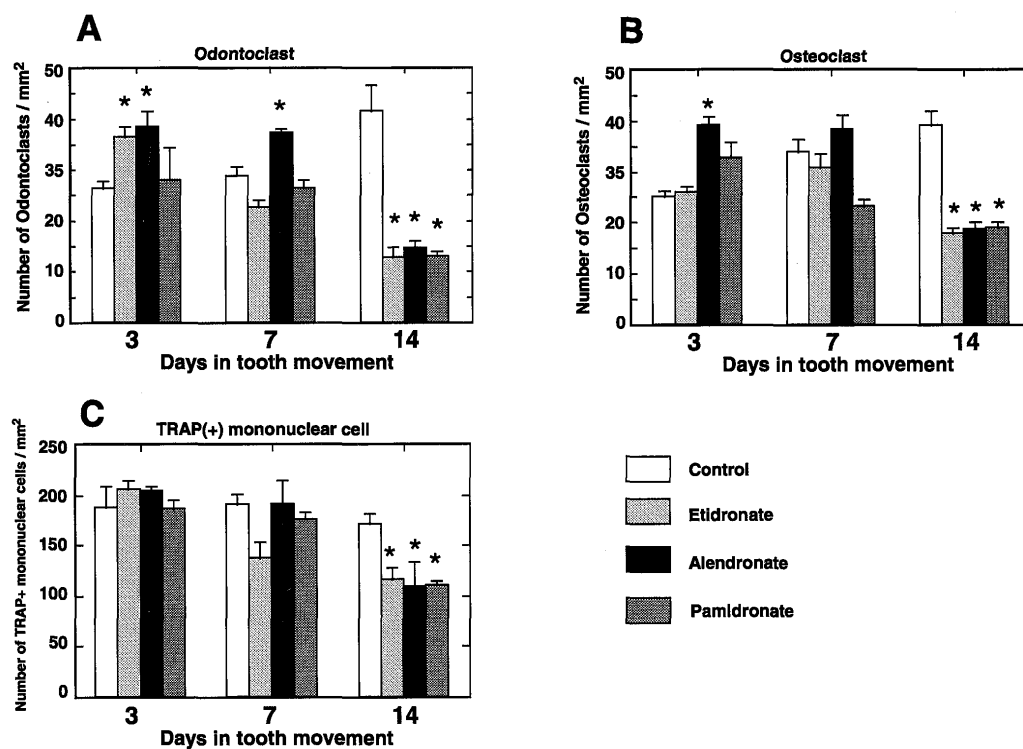 A
Odontoclast
Number of Odontoclasts / mm2
50
40
35
20
10
0
* *
*
* * *
3 7 14
Days in tooth movement
B
Osteoclast
Number of Osteoclasts / mm2
50
40
35
20
10
0
*
* * *
3 7 14
Days in tooth movement
C
TRAP(+) mononuclear cell
Number of TRAP+ mononuclear cells / mm2
250
200
150
100
50
0
* * *
3 7 14
Days in tooth movement
Control
Etidronate
Alendronate
Pamidronate